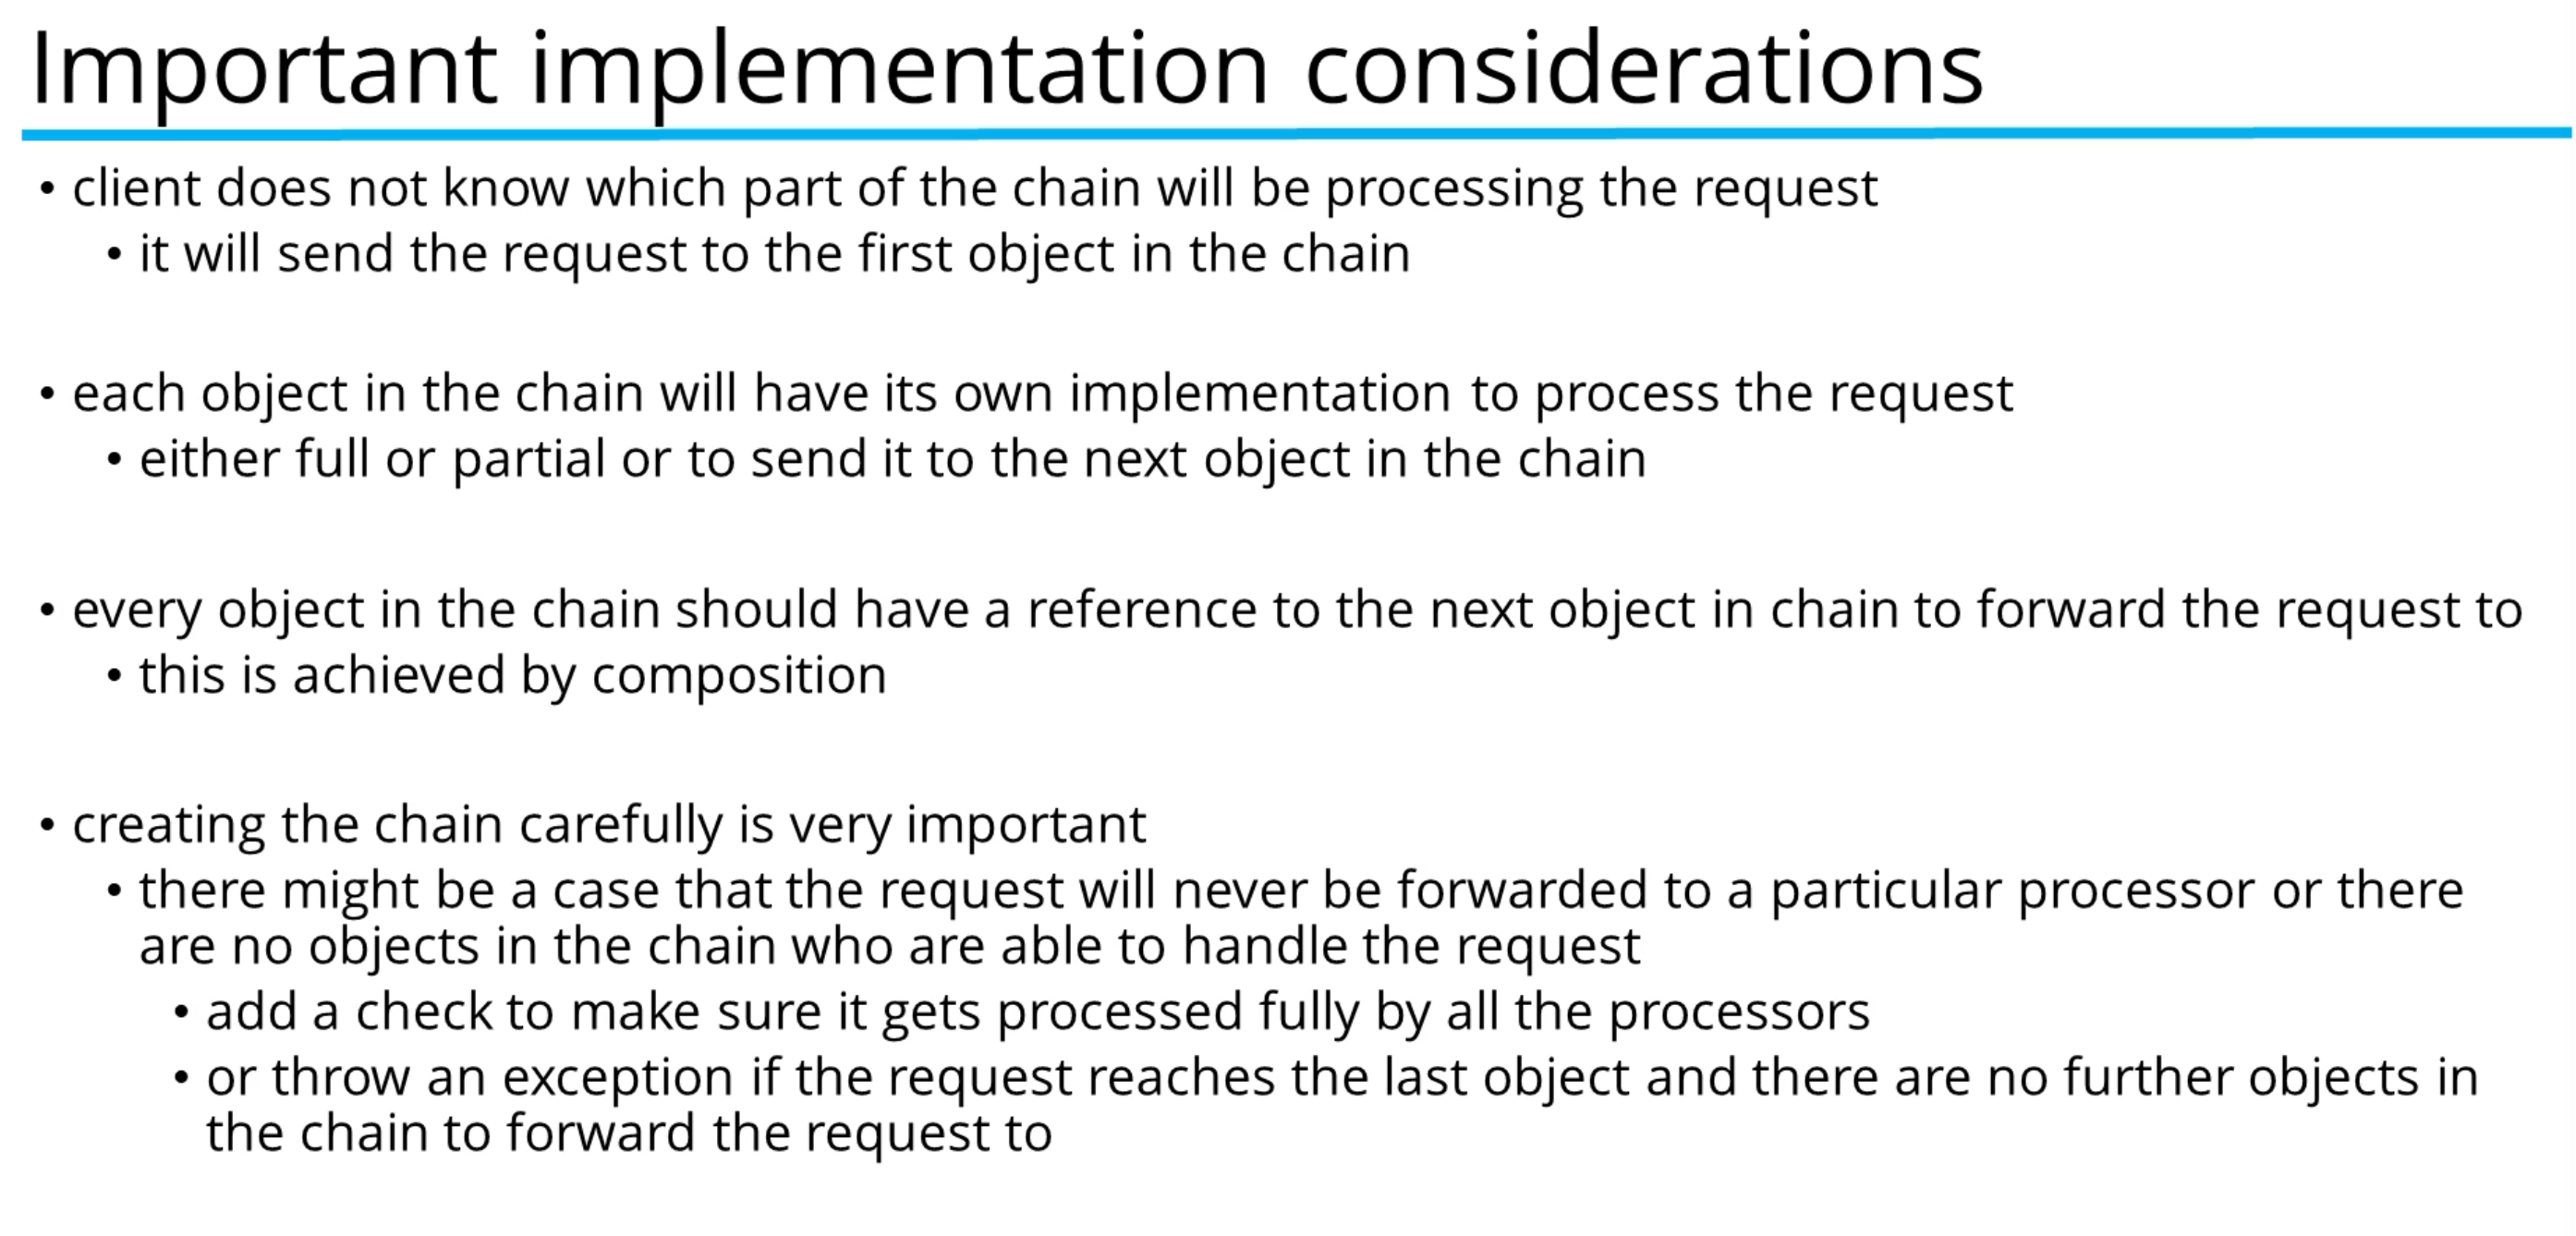 Important implementation considerations
• client does not know which part of the chain will be processing the request
• it will send the request to the first object in the chain
• each object in the chain will have its own implementation to process the request
• either full or partial or to send it to the next object in the chain
• every object in the chain should have a reference to the next object in chain to forward the request to
• this is achieved by composition
• creating the chain carefully is very important
• there might be a case that the request will never be forwarded to a particular processor or there
are no objects in the chain who are able to handle the request
• add a check to make sure it gets processed fully by all the processors
• or throw an exception if the request reaches the last object and there are no further objects in
the chain to forward the request to